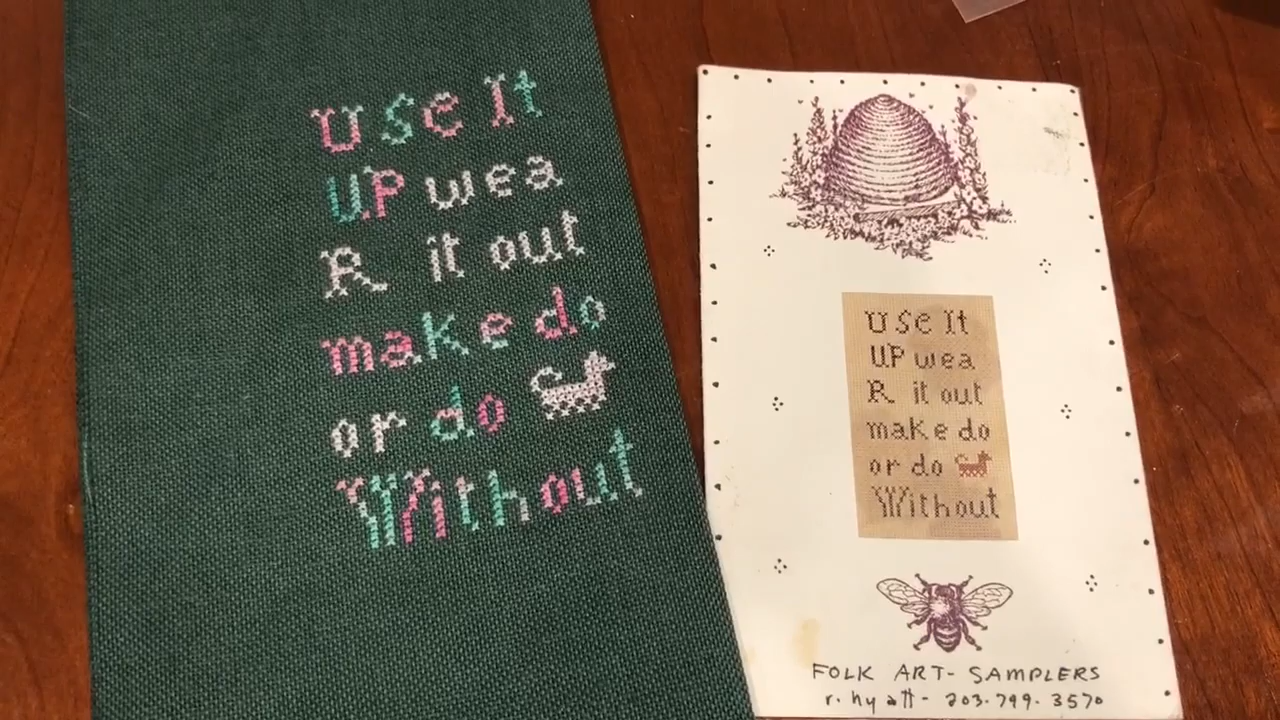 Use It
UP wea
R it out
make do
or do
Without
Use It
UP wea
R it out
make do
or do
Without
FOLK ART- SAMPLERS
r. hyatt- 203-799-3570